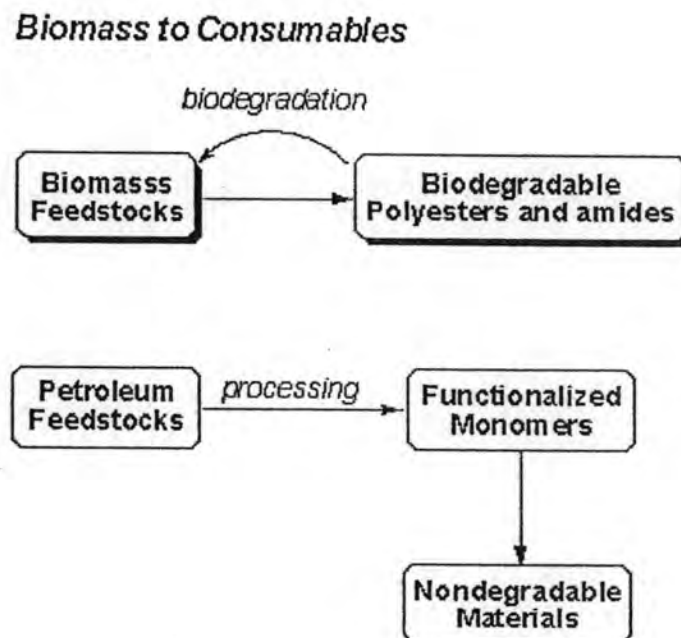 Biomass to Consumables
biodegradation
Biomasss
Feedstocks
Biodegradable
Polyesters and amides
Petroleum
Feedstocks
processing
Functionalized
Monomers
Nondegradable
Materials